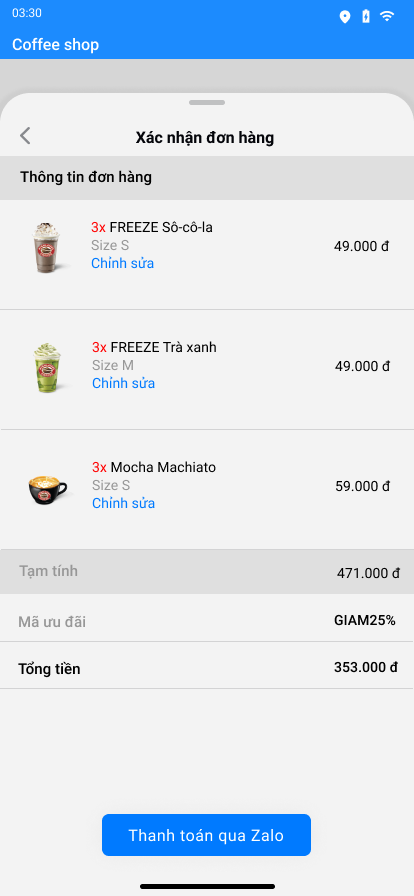 03:30
Coffee shop
Xác nhận đơn hàng
Thông tin đơn hàng
3x FREEZE Sô-cô-la
Size S
49.000 đ
Chỉnh sửa
3x FREEZE Trà xanh
Size M
49.000 đ
Chỉnh sửa
3x Mocha Machiato
Size S
59.000 đ
Chỉnh sửa
Tạm tính 471.000 đ
Mã ưu đãi GIAM25%
Tổng tiền 353.000 đ
Thanh toán qua Zalo